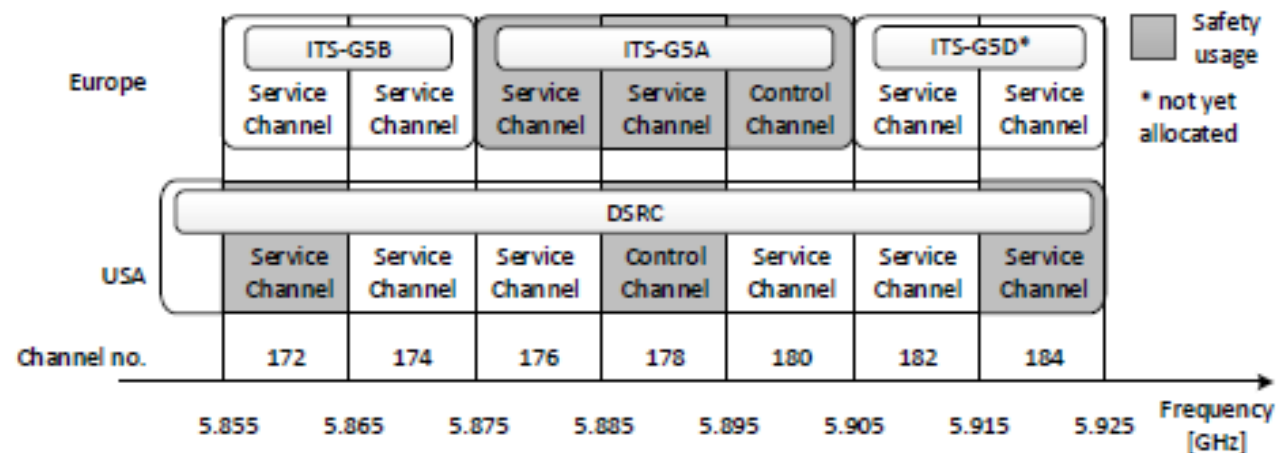 ITS-G5B ITS-G5A ITS-G5D* Safety
usage
Europe
Service Service Service Service Control Service Service
Channel Channel Channel Channel Channel Channel Channel
* not yet
allocated
DSRC
USA
Service Service Service Control Service Service Service
Channel Channel Channel Channel Channel Channel Channel
Channel no. 172 174 176 178 180 182 184
5.855 5.865 5.875 5.885 5.895 5.905 5.915 5.925 Frequency
[GHz]